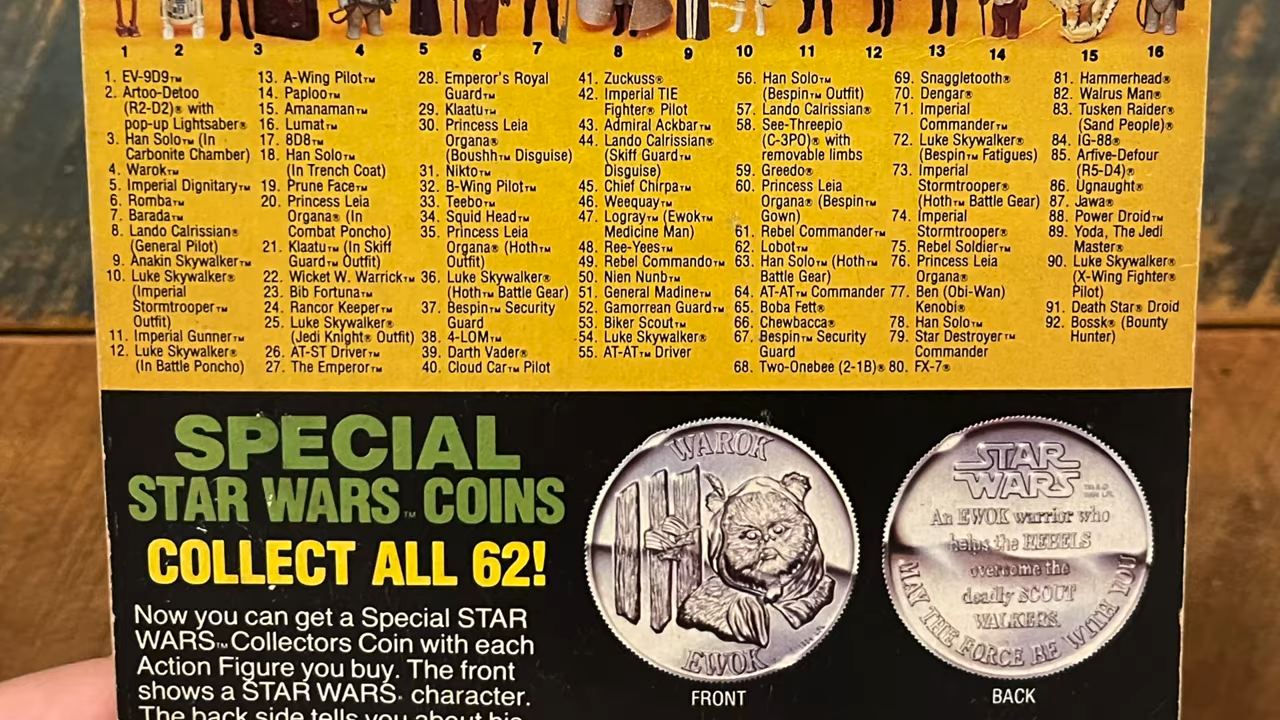 1 2 3 4 5 6 7 8 9 10 11 12 13 14 15 16
1. EV-9D9™
2. Artoo-Detoo
(R2-D2)® with
pop-up Lightsaber®
3. Han Solo™ (In
Carbonite Chamber)
4. Warok™
5. Imperial Dignitary™
6. Romba™
7. Barada™
8. Lando Calrissian®
(General Pilot)
9. Anakin Skywalker™
10. Luke Skywalker®
(Imperial
Stormtrooper™
Outfit)
11. Imperial Gunner™
12. Luke Skywalker®
(In Battle Poncho)
13. A-Wing Pilot™
14. Paploo™
15. Amanaman™
16. Lumat™
17. 8D8™
18. Han Solo™
(In Trench Coat)
19. Prune Face™
20. Princess Leia
Organa® (In
Combat Poncho)
21. Klaatu™ (In Skiff
Guard™ Outfit)
22. Wicket W. Warrick™
23. Bib Fortuna™
24. Rancor Keeper™
25. Luke Skywalker®
(Jedi Knight® Outfit)
26. AT-ST Driver™
27. The Emperor™
28. Emperor's Royal
Guard™
29. Klaatu™
30. Princess Leia
Organa®
(Boushh™ Disguise)
31. Nikto™
32. B-Wing Pilot™
33. Teebo™
34. Squid Head™
35. Princess Leia
Organa® (Hoth™
Outfit)
36. Luke Skywalker®
(Hoth™ Battle Gear)
37. Bespin™ Security
Guard
38. 4-LOM™
39. Darth Vader®
40. Cloud Car™ Pilot
41. Zuckuss®
42. Imperial TIE
Fighter® Pilot
43. Admiral Ackbar™
44. Lando Calrissian®
(Skiff Guard™
Disguise)
45. Chief Chirpa™
46. Weequay™
47. Logray™ (Ewok™
Medicine Man)
48. Ree-Yees™
49. Rebel Commando™
50. Nien Nunb™
51. General Madine™
52. Gamorrean Guard™
53. Biker Scout™
54. Luke Skywalker®
55. AT-AT™ Driver
56. Han Solo™
(Bespin™ Outfit)
57. Lando Calrissian®
58. See-Threepio
(C-3PO)® with
removable limbs
59. Greedo®
60. Princess Leia
Organa® (Bespin™
Gown)
61. Rebel Commander™
62. Lobot™
63. Han Solo™ (Hoth™
Battle Gear)
64. AT-AT™ Commander
65. Boba Fett®
66. Chewbacca®
67. Bespin™ Security
Guard
68. Two-Onebee (2-1B)®
69. Snaggletooth®
70. Dengar®
71. Imperial
Commander™
72. Luke Skywalker®
(Bespin™ Fatigues)
73. Imperial
Stormtrooper®
(Hoth™ Battle Gear)
74. Imperial
Stormtrooper®
75. Rebel Soldier™
76. Princess Leia
Organa®
77. Ben (Obi-Wan)
Kenobi®
78. Han Solo™
79. Star Destroyer™
Commander
80. FX-7®
81. Hammerhead®
82. Walrus Man®
83. Tusken Raider®
(Sand People)®
84. IG-88®
85. Arfive-Defour
(R5-D4)®
86. Ugnaught®
87. Jawa®
88. Power Droid™
89. Yoda, The Jedi
Master®
90. Luke Skywalker®
(X-Wing Fighter®
Pilot)
91. Death Star® Droid
92. Bossk® (Bounty
Hunter)
SPECIAL
STAR WARS™ COINS
COLLECT ALL 62!
Now you can get a Special STAR
WARS™ Collectors Coin with each
Action Figure you buy. The front
shows a STAR WARS® character.
The back side tells you about his
WAROK
EWOK
FRONT
STAR
WARS
An EWOK warrior who
helps the REBELS
overcome the
deadly SCOUT
WALKERS.
MAY THE FORCE BE WITH YOU
BACK